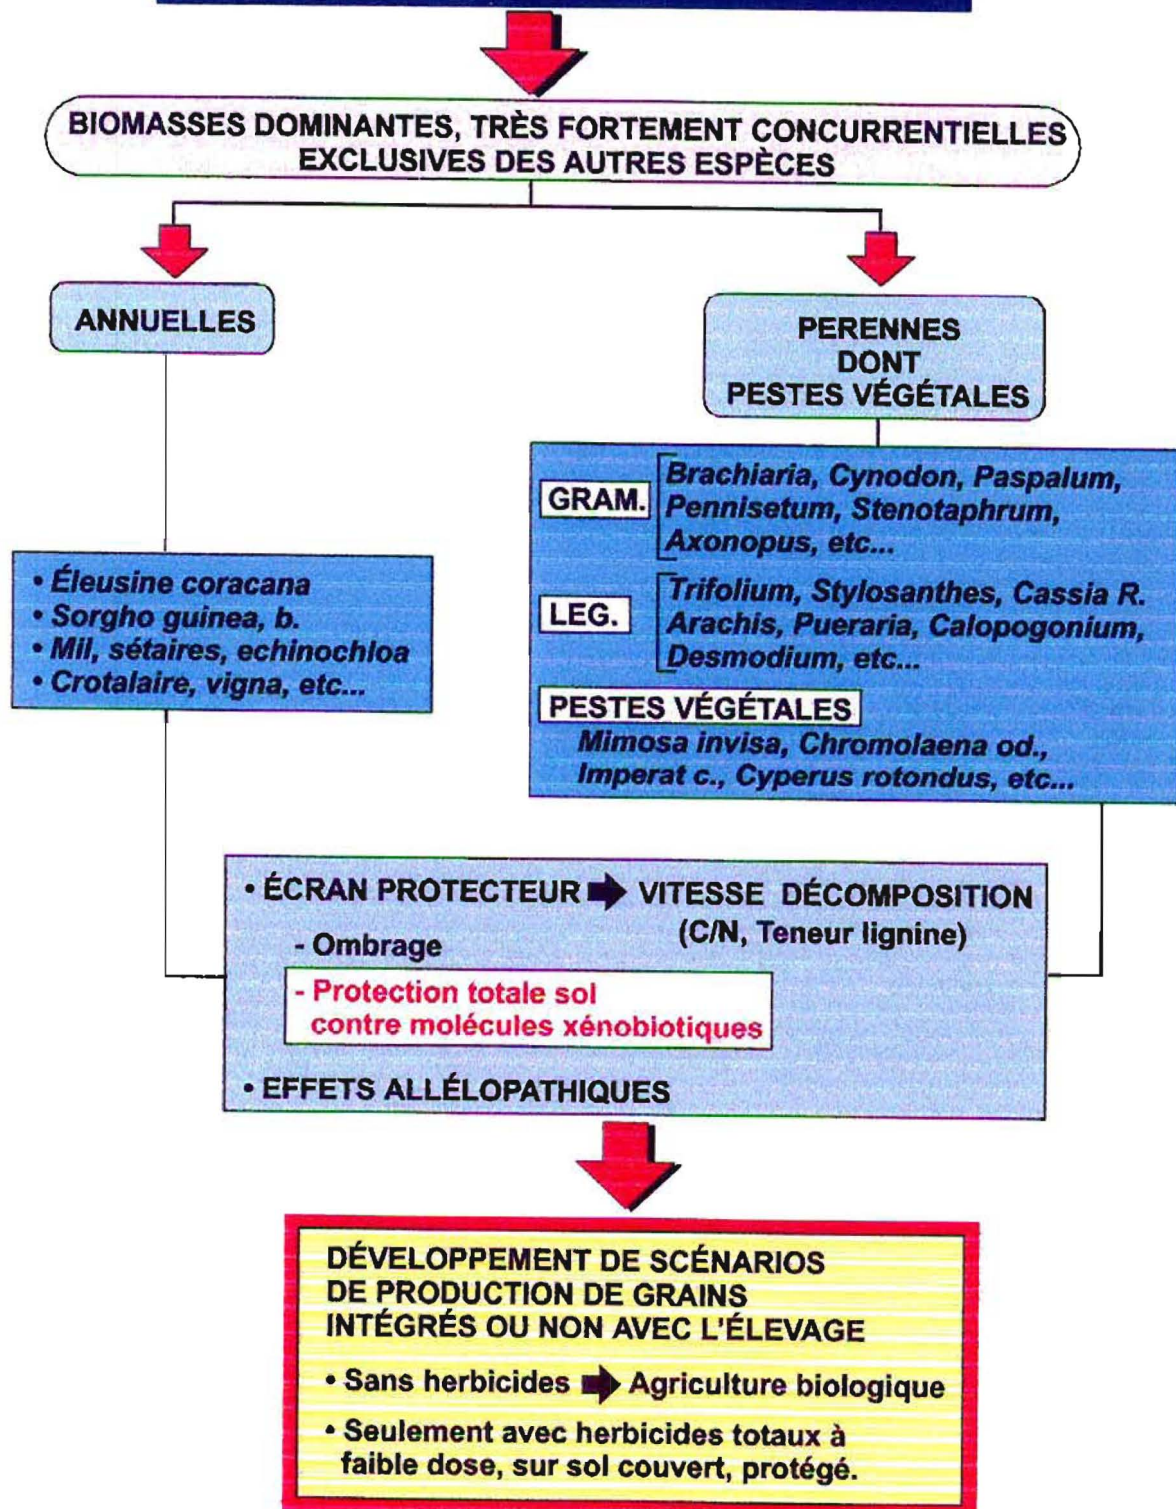 BIOMASSES DOMINANTES, TRÈS FORTEMENT CONCURRENTIELLES
EXCLUSIVES DES AUTRES ESPÈCES
ANNUELLES
• Éleusine coracana
• Sorgho guinea, b.
• Mil, sétaires, echinochloa
• Crotalaire, vigna, etc...
PERENNES
DONT
PESTES VÉGÉTALES
GRAM.
Brachiaria, Cynodon, Paspalum,
Pennisetum, Stenotaphrum,
Axonopus, etc...
LEG.
Trifolium, Stylosanthes, Cassia R.
Arachis, Pueraria, Calopogonium,
Desmodium, etc...
PESTES VÉGÉTALES
Mimosa invisa, Chromolaena od.,
Imperat c., Cyperus rotondus, etc...
• ÉCRAN PROTECTEUR ➡ VITESSE DÉCOMPOSITION
(C/N, Teneur lignine)
- Ombrage
- Protection totale sol
contre molécules xénobiotiques
• EFFETS ALLÉLOPATHIQUES
DÉVELOPPEMENT DE SCÉNARIOS
DE PRODUCTION DE GRAINS
INTÉGRÉS OU NON AVEC L'ÉLEVAGE
• Sans herbicides ➡ Agriculture biologique
• Seulement avec herbicides totaux à
faible dose, sur sol couvert, protégé.